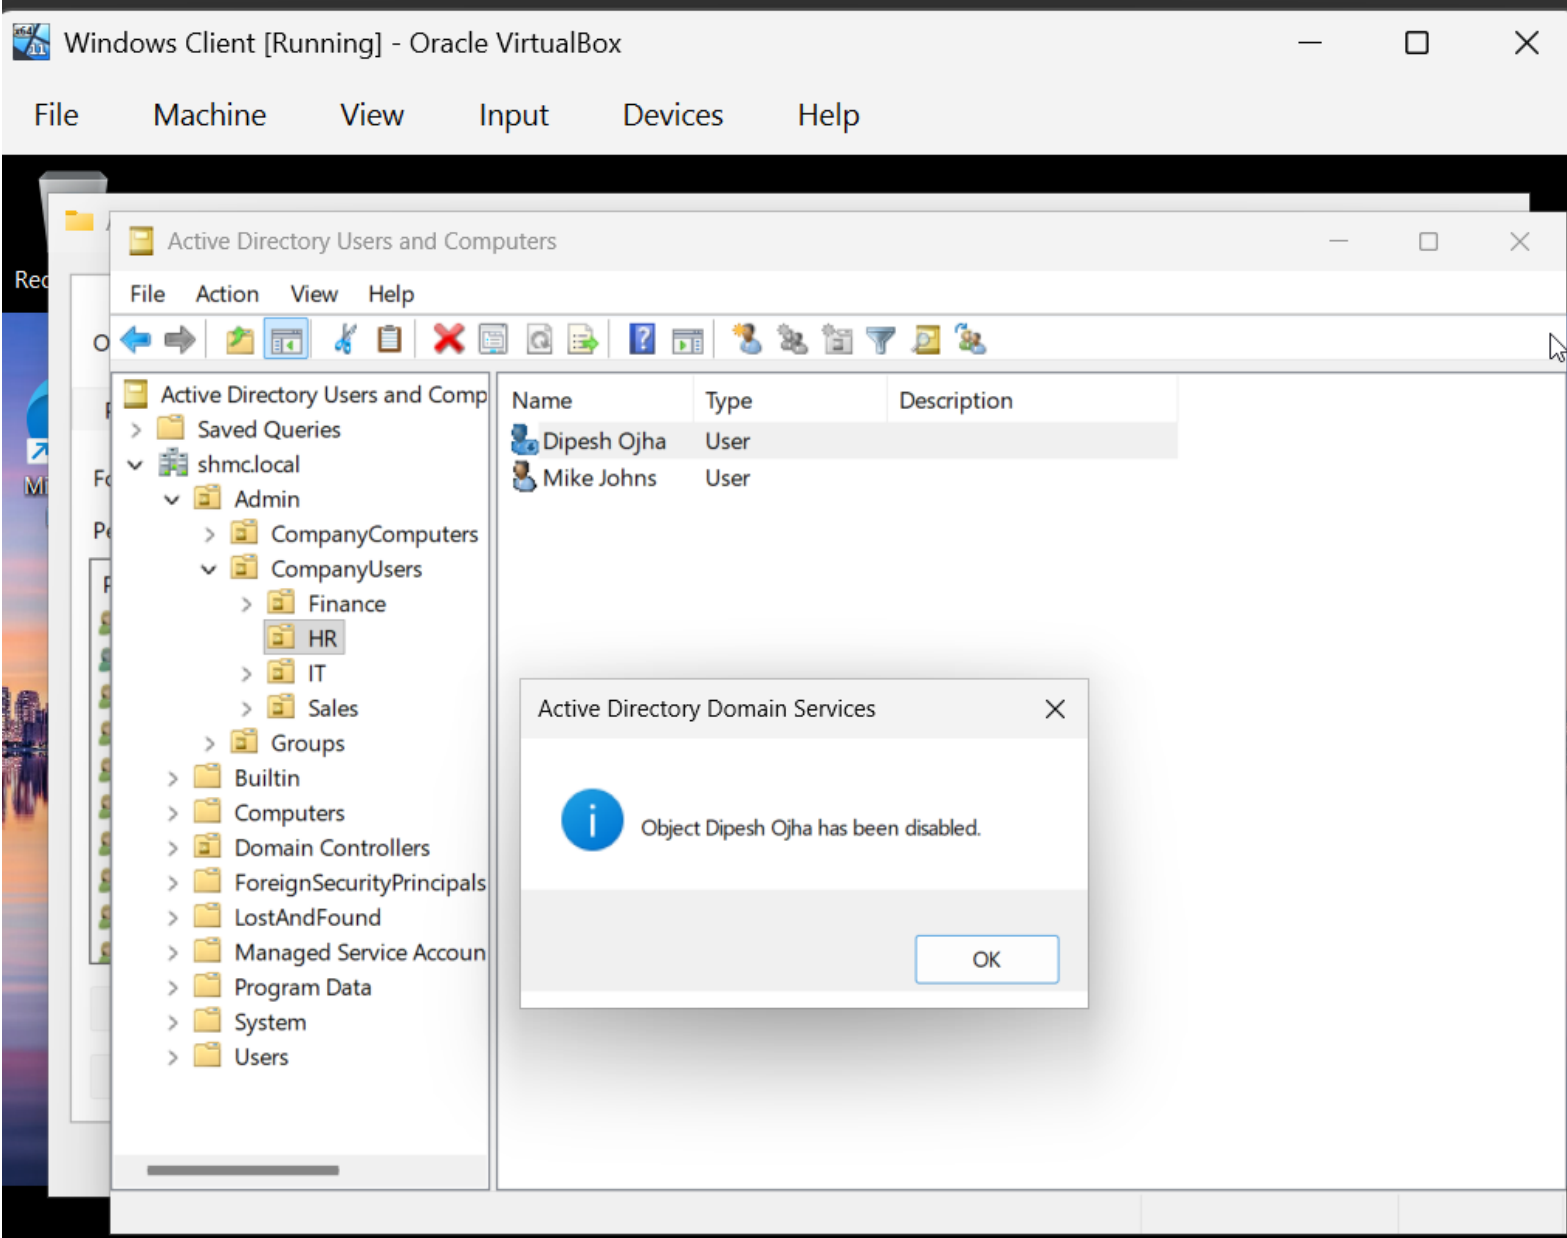 Windows Client [Running] - Oracle VirtualBox
File Machine View Input Devices Help
Active Directory Users and Computers
File Action View Help
Active Directory Users and Comp
Saved Queries
shmc.local
Admin
CompanyComputers
CompanyUsers
Finance
HR
IT
Sales
Groups
Builtin
Computers
Domain Controllers
ForeignSecurityPrincipals
LostAndFound
Managed Service Accoun
Program Data
System
Users
Name Type Description
Dipesh Ojha User
Mike Johns User
Active Directory Domain Services
Object Dipesh Ojha has been disabled.
OK